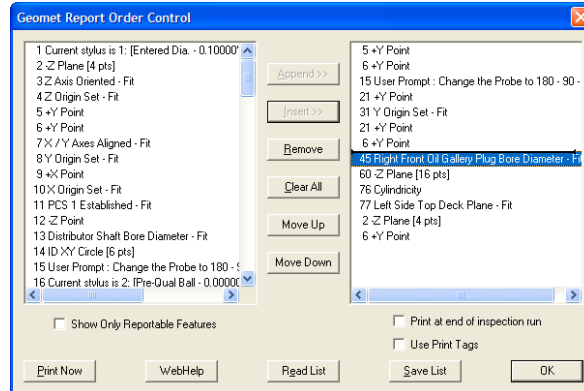 Geomet Report Order Control
1 Current stylus is 1: [Entered Dia. - 0.10000"
2 -Z Plane [4 pts]
3 Z Axis Oriented - Fit
4 Z Origin Set - Fit
5 +Y Point
6 +Y Point
7 X / Y Axes Aligned - Fit
8 Y Origin Set - Fit
9 +X Point
10 X Origin Set - Fit
11 PCS 1 Established - Fit
12 -Z Point
13 Distributor Shaft Bore Diameter - Fit
14 ID XY Circle [6 pts]
15 User Prompt : Change the Probe to 180 - 9
16 Current stylus is 2: [Pre-Qual Ball - 0.0000
Show Only Reportable Features
Append >>
Insert >>
Remove
Clear All
Move Up
Move Down
5 +Y Point
6 +Y Point
15 User Prompt : Change the Probe to 180 - 90 -
21 +Y Point
31 Y Origin Set - Fit
21 +Y Point
6 +Y Point
45 Right Front Oil Gallery Plug Bore Diameter - Fi
60 -Z Plane [16 pts]
76 Cylindricity
77 Left Side Top Deck Plane - Fit
2 -Z Plane [4 pts]
6 +Y Point
Print at end of inspection run
Use Print Tags
Print Now
WebHelp
Read List
Save List
OK